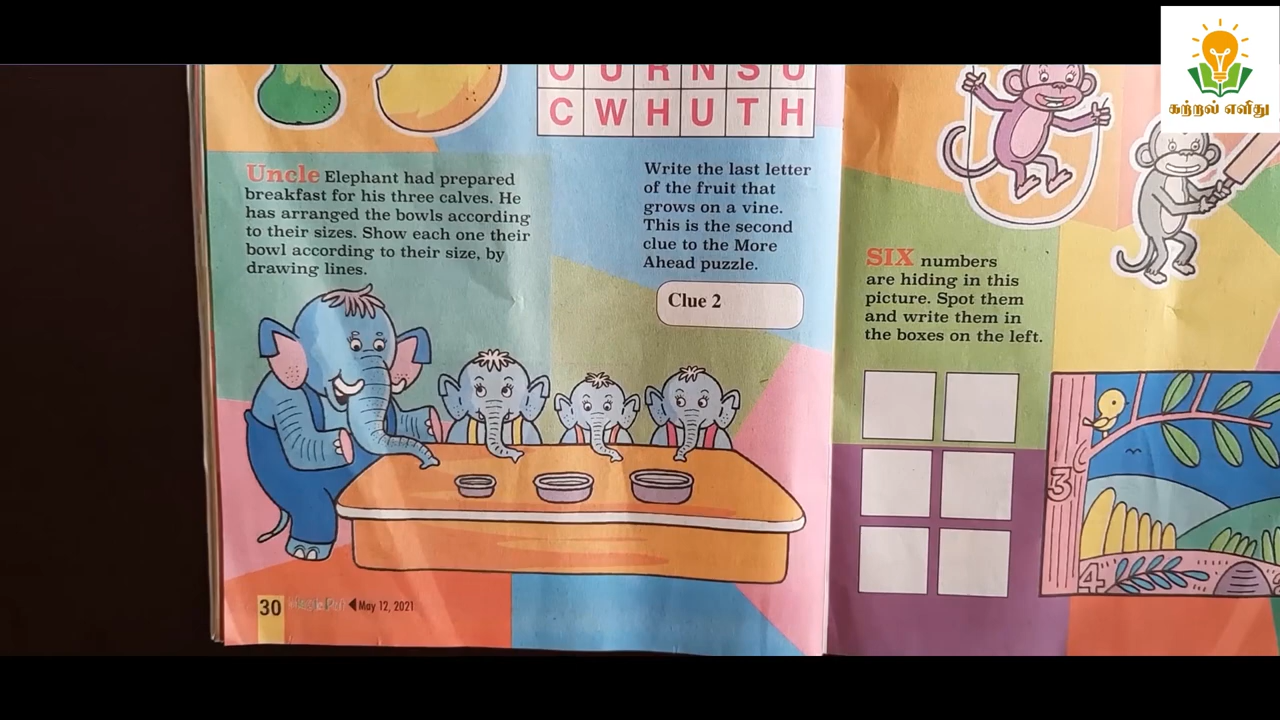 கற்றல் எளிது
O U R N S U
C W H U T H
Uncle Elephant had prepared
breakfast for his three calves. He
has arranged the bowls according
to their sizes. Show each one their
bowl according to their size, by
drawing lines.
Write the last letter
of the fruit that
grows on a vine.
This is the second
clue to the More
Ahead puzzle.
Clue 2
30
May 12, 2021
SIX numbers
are hiding in this
picture. Spot them
and write them in
the boxes on the left.
3
4